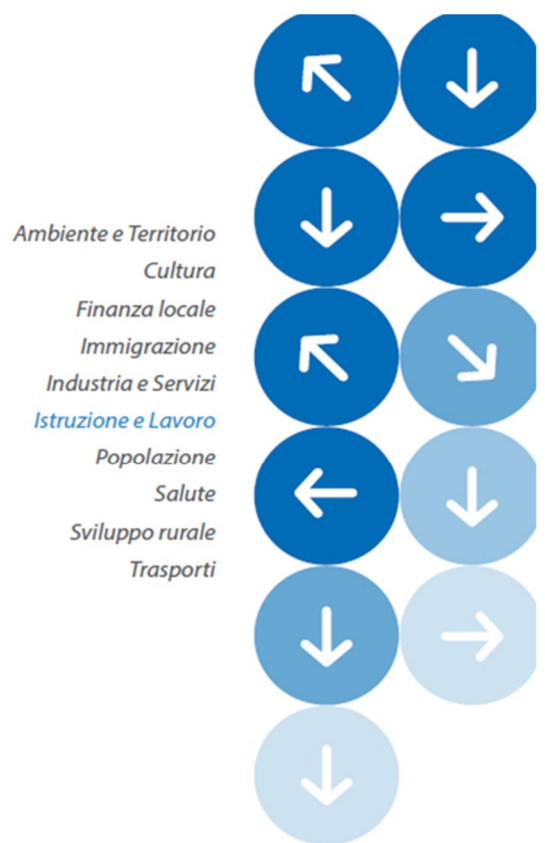 Ambiente e Territorio
Cultura
Finanza locale
Immigrazione
Industria e Servizi
Istruzione e Lavoro
Popolazione
Salute
Sviluppo rurale
Trasporti